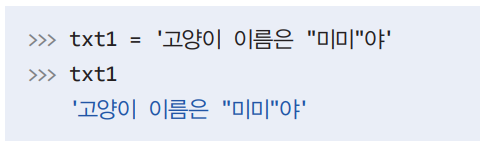 >>> txt1 = '고양이 이름은 "미미"야'
>>> txt1
'고양이 이름은 "미미"야'